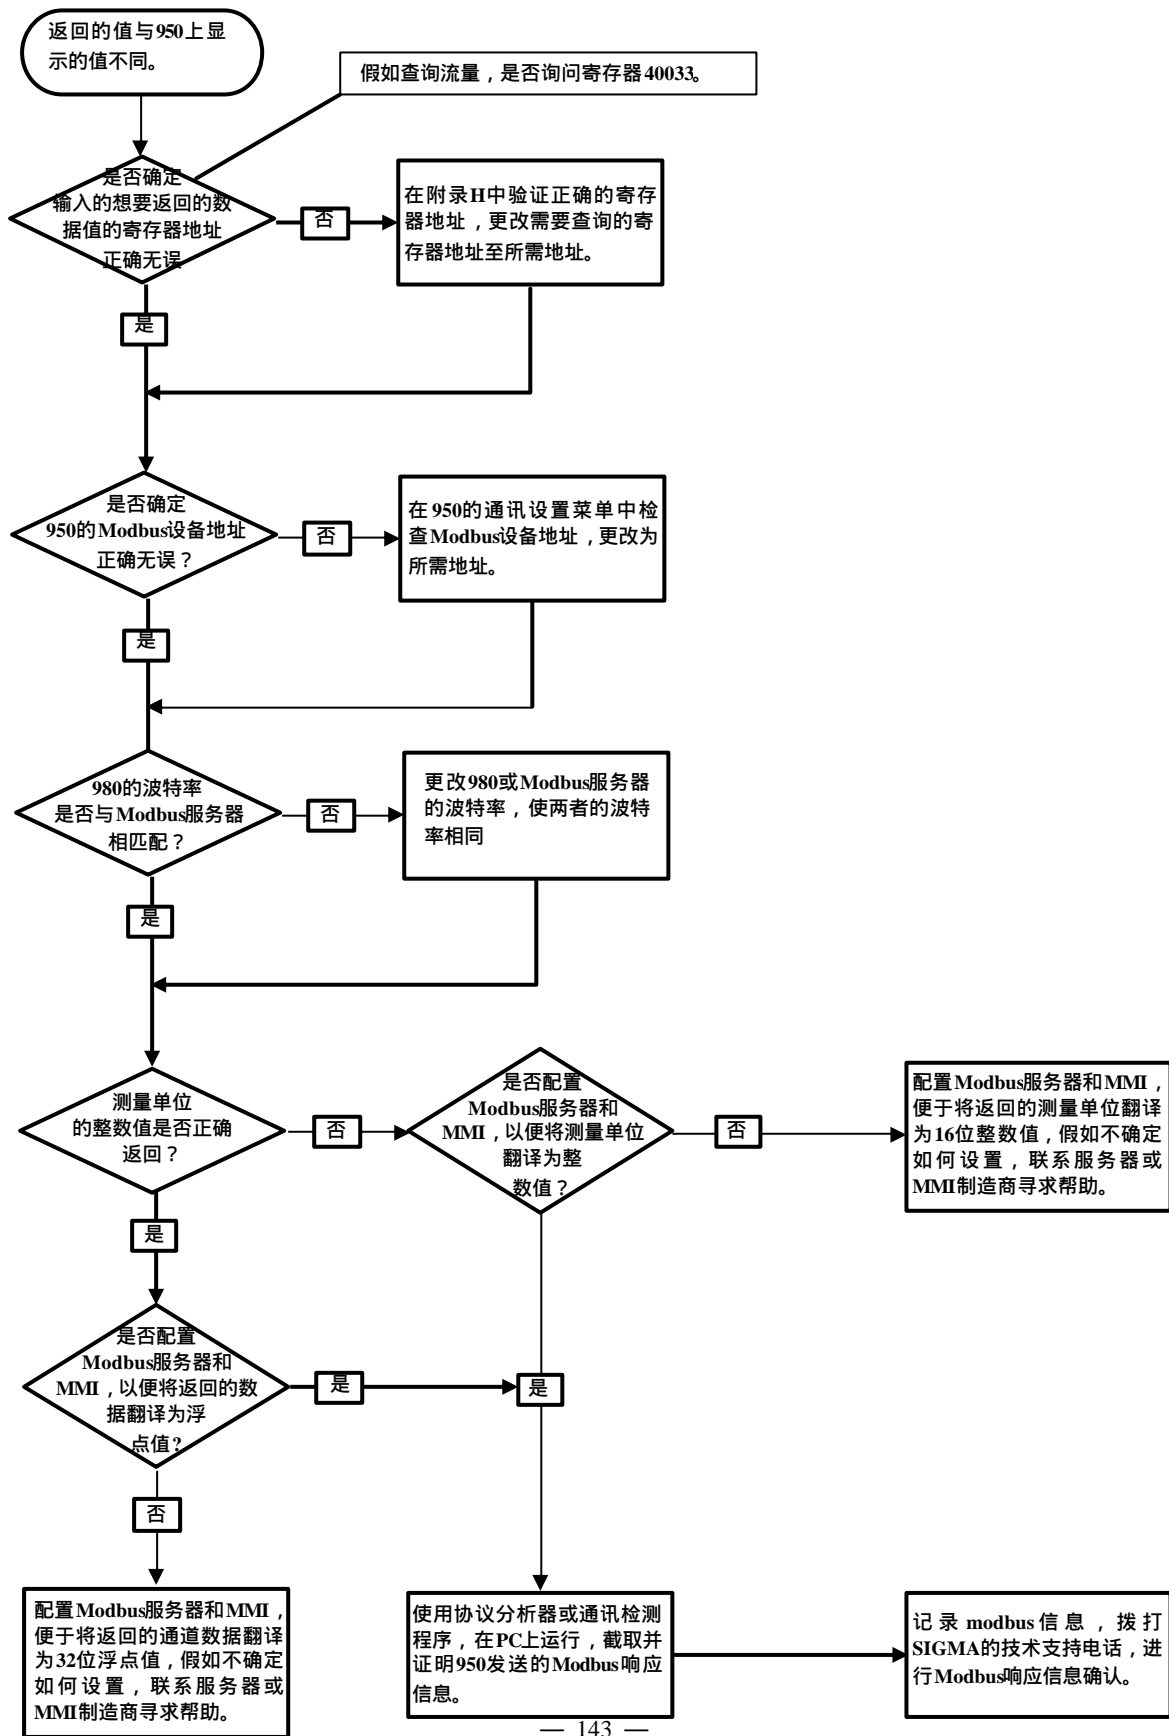 返回的值与950上显
示的值不同。
假如查询流量，是否询问寄存器40033。
是否确定
输入的想要返回的数
据值的寄存器地址
正确无误
否
在附录H中验证正确的寄存
器地址，更改需要查询的寄
存器地址至所需地址。
是
是否确定
950的Modbus设备地址
正确无误？
否
在950的通讯设置菜单中检
查Modbus设备地址，更改为
所需地址。
是
980的波特率
是否与Modbus服务器
相匹配？
否
更改980或Modbus服务器
的波特率，使两者的波特
率相同
是
测量单位
的整数值是否正确
返回？
否
是否配置
Modbus服务器和
MMI，以便将测量单位
翻译为整
数值？
否
配置Modbus服务器和MMI，
便于将返回的测量单位翻译
为16位整数值，假如不确定
如何设置，联系服务器或
MMI制造商寻求帮助。
是
是否配置
Modbus服务器和
MMI，以便将返回的数
据翻译为浮
点值?
是
是
否
配置Modbus服务器和MMI，
便于将返回的通道数据翻译
为32位浮点值，假如不确定
如何设置，联系服务器或
MMI制造商寻求帮助。
使用协议分析器或通讯检测
程序，在PC上运行，截取并
证明950发送的Modbus响应
信息。
记录modbus信息，拨打
SIGMA的技术支持电话，进
行Modbus响应信息确认。
— 143 —